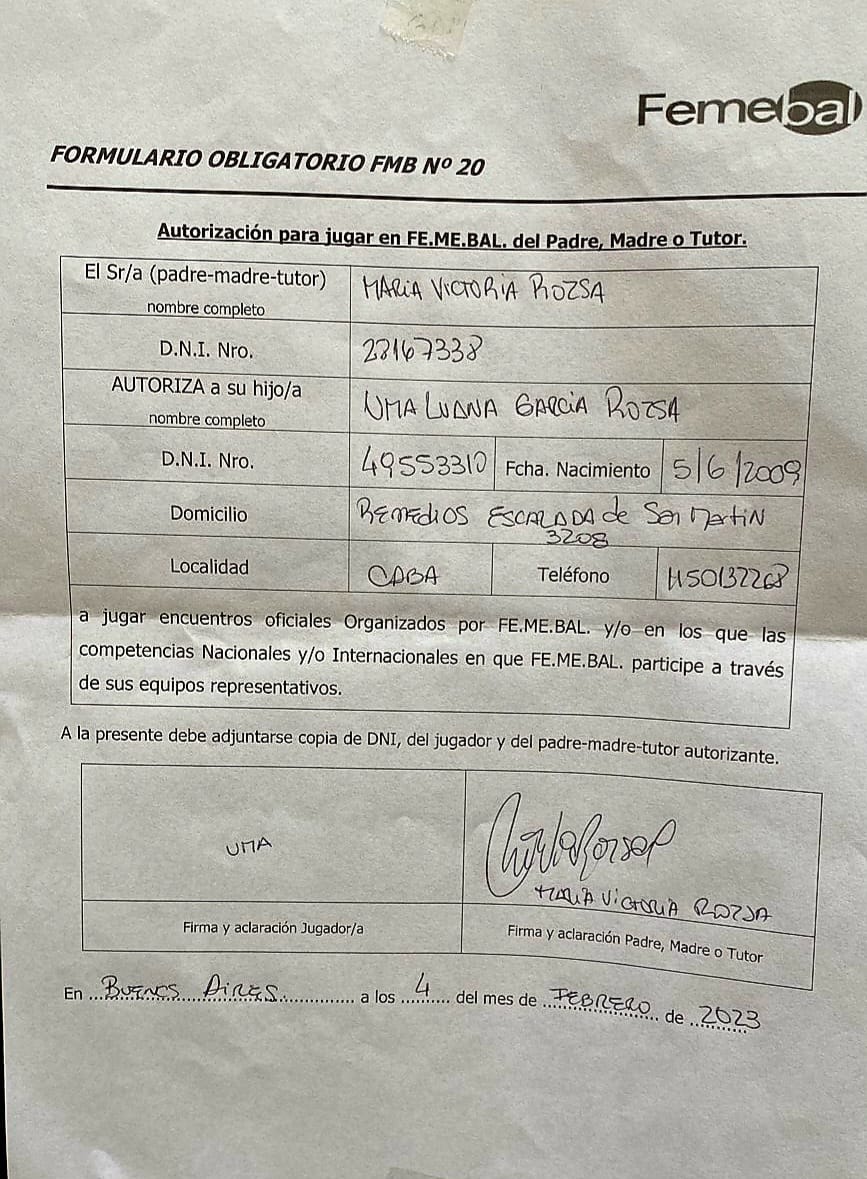 Femebal
FORMULARIO OBLIGATORIO FMB Nº 20
Autorización para jugar en FE.ME.BAL. del Padre, Madre o Tutor.
El Sr/a (padre-madre-tutor)
nombre completo
MARIA VICTORIA ROZSA
D.N.I. Nro.
23167338
AUTORIZA a su hijo/a
nombre completo
UMA LUANA GARCIA ROZSA
D.N.I. Nro.
49553310
Fcha. Nacimiento
5/6/2009
Domicilio
REMEDIOS ESCALADA de San Martin
3208
Localidad
CABA
Teléfono
1150137268
a jugar encuentros oficiales Organizados por FE.ME.BAL. y/o en los que las
competencias Nacionales y/o Internacionales en que FE.ME.BAL. participe a través
de sus equipos representativos.
A la presente debe adjuntarse copia de DNI, del jugador y del padre-madre-tutor autorizante.
UMA
MARIA VICTORIA ROZSA
Firma y aclaración Jugador/a
Firma y aclaración Padre, Madre o Tutor
En BUENOS AIRES a los 4 del mes de FEBRERO de 2023